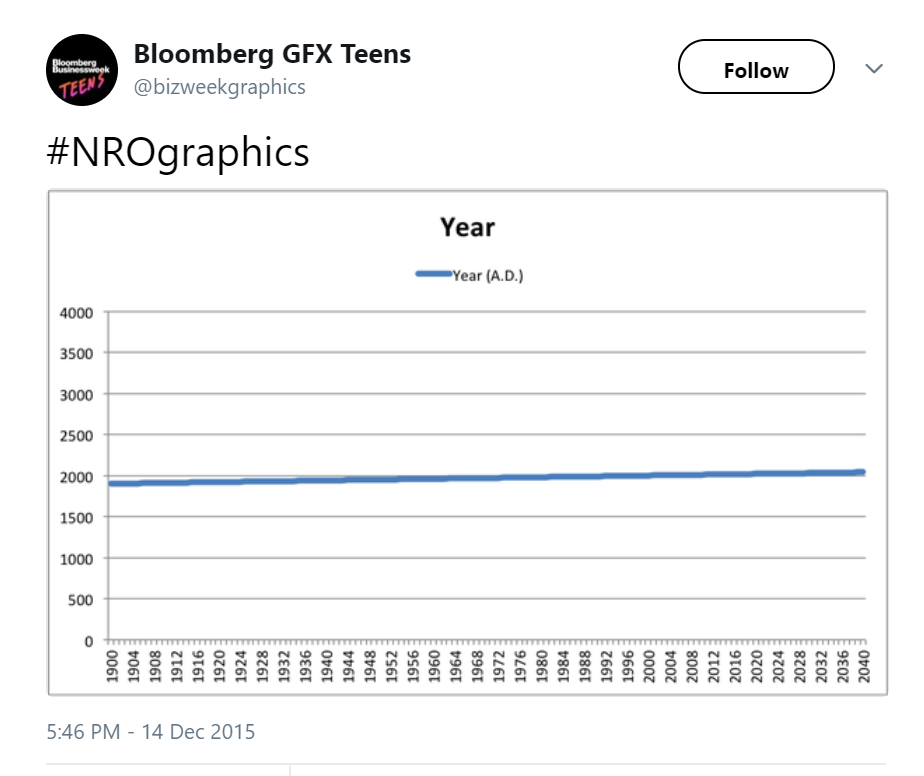 Bloomberg
Businessweek
TEENS
Bloomberg GFX Teens
@bizweekgraphics
Follow
#NROgraphics
Year
Year (A.D.)
4000
3500
3000
2500
2000
1500
1000
500
0
1900 1904 1908 1912 1916 1920 1924 1928 1932 1936 1940 1944 1948 1952 1956 1960 1964 1968 1972 1976 1980 1984 1988 1992 1996 2000 2004 2008 2012 2016 2020 2024 2028 2032 2036 2040
5:46 PM - 14 Dec 2015